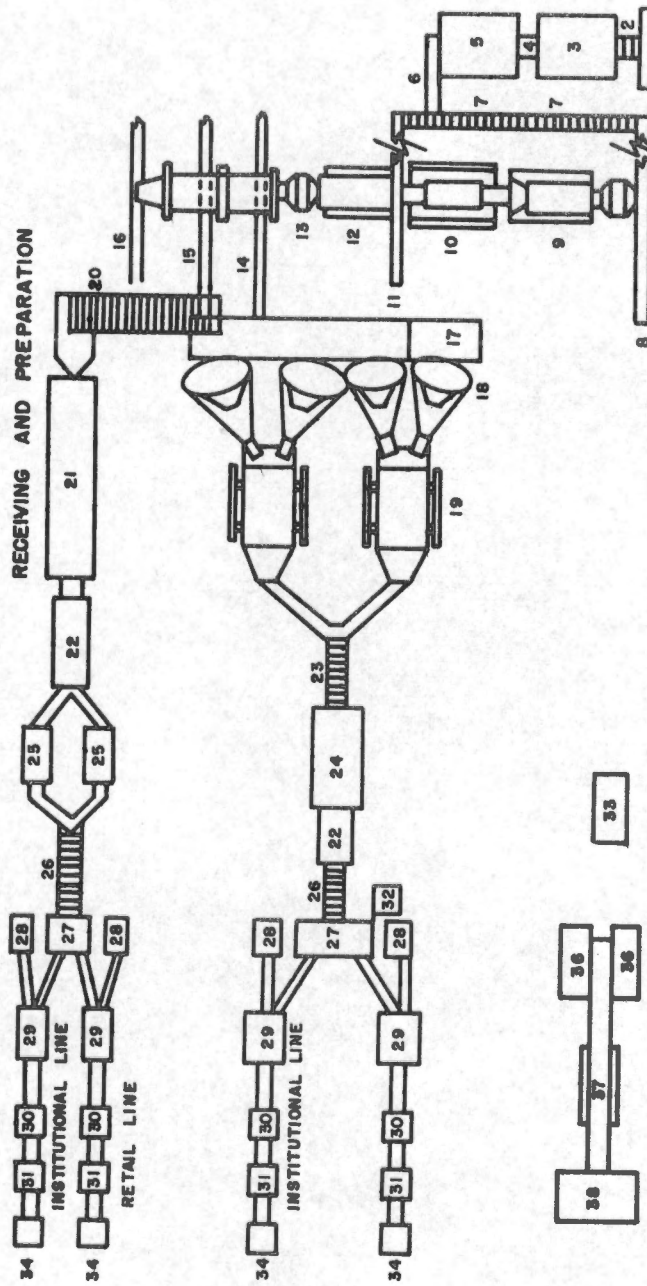 RECEIVING AND PREPARATION
34 31 30 29 28
INSTITUTIONAL LINE
27 26 25 22 21 20 16
34 31 30 29 28 25
RETAIL LINE
15
14
34 31 30 29 28
INSTITUTIONAL LINE
13
27 26 22 24 23
12
32
11
34 31 30 29 28
17
10
18
19
9
8
6
7 7
36
5 4 3 2
38 37 33
36